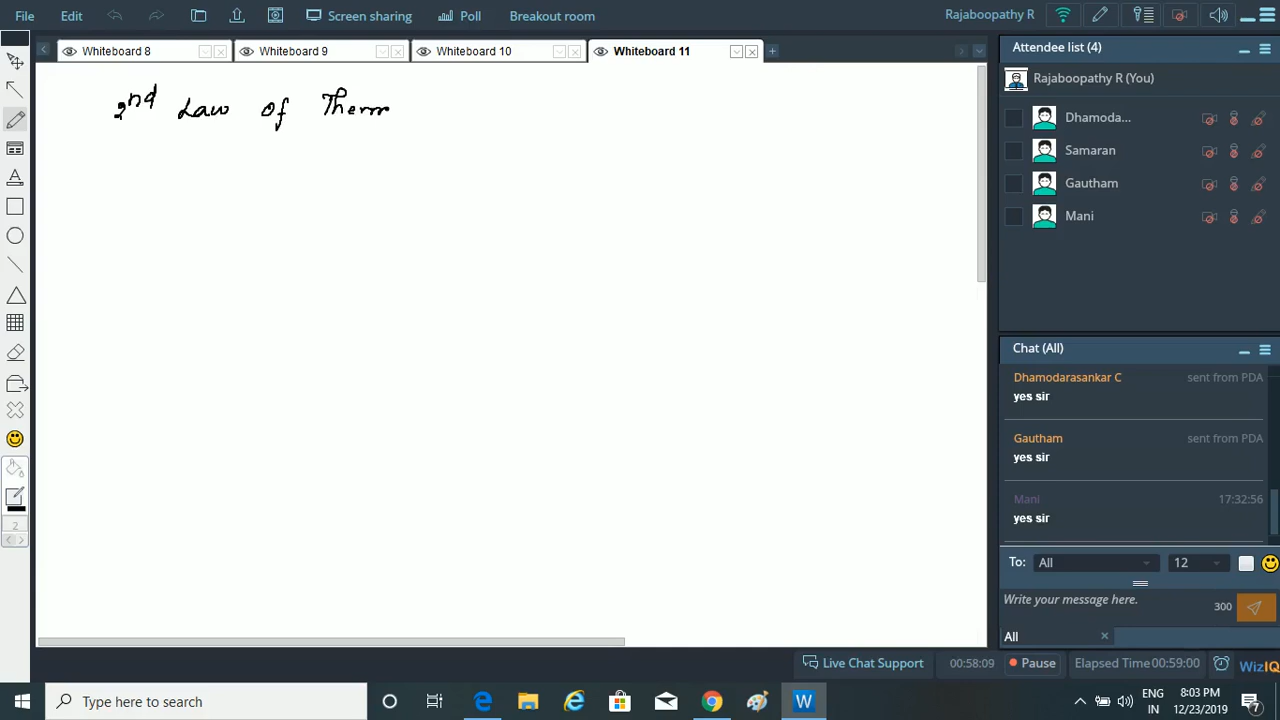 File Edit Screen sharing Poll Breakout room Rajaboopathy R
Whiteboard 8 Whiteboard 9 Whiteboard 10 Whiteboard 11
Attendee list (4)
Rajaboopathy R (You)
Dhamoda...
Samaran
Gautham
Mani
2nd Law Of Therm
Chat (All)
Dhamodarasankar C sent from PDA
yes sir
Gautham sent from PDA
yes sir
Mani 17:32:56
yes sir
To: All 12
Write your message here. 300
All
2
Live Chat Support 00:58:09 Pause Elapsed Time 00:59:00 WizIQ
Type here to search
ENG 8:03 PM
IN 12/23/2019 7